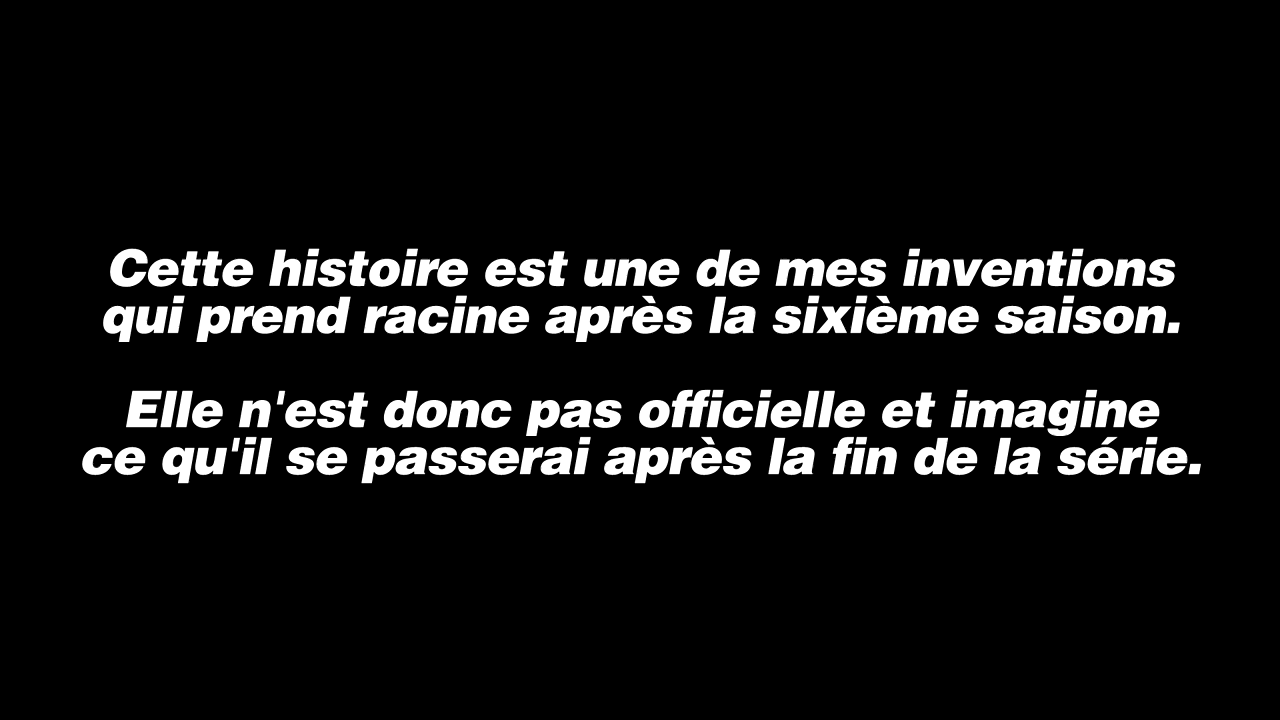 Cette histoire est une de mes inventions
qui prend racine après la sixième saison.
Elle n'est donc pas officielle et imagine
ce qu'il se passerai après la fin de la série.